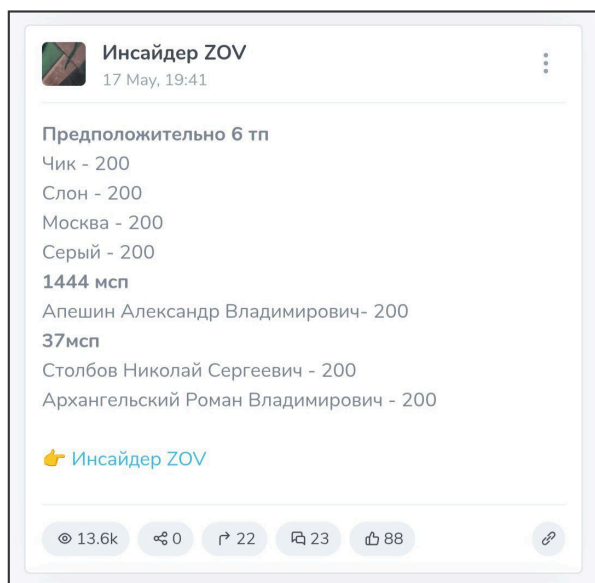 Инсайдер ZOV
17 May, 19:41
Предположительно 6 тп
Чик - 200
Слон - 200
Москва - 200
Серый - 200
1444 мсп
Апешин Александр Владимирович- 200
37мсп
Столбов Николай Сергеевич - 200
Архангельский Роман Владимирович - 200
👉 Инсайдер ZOV
13.6k 0 22 23 88